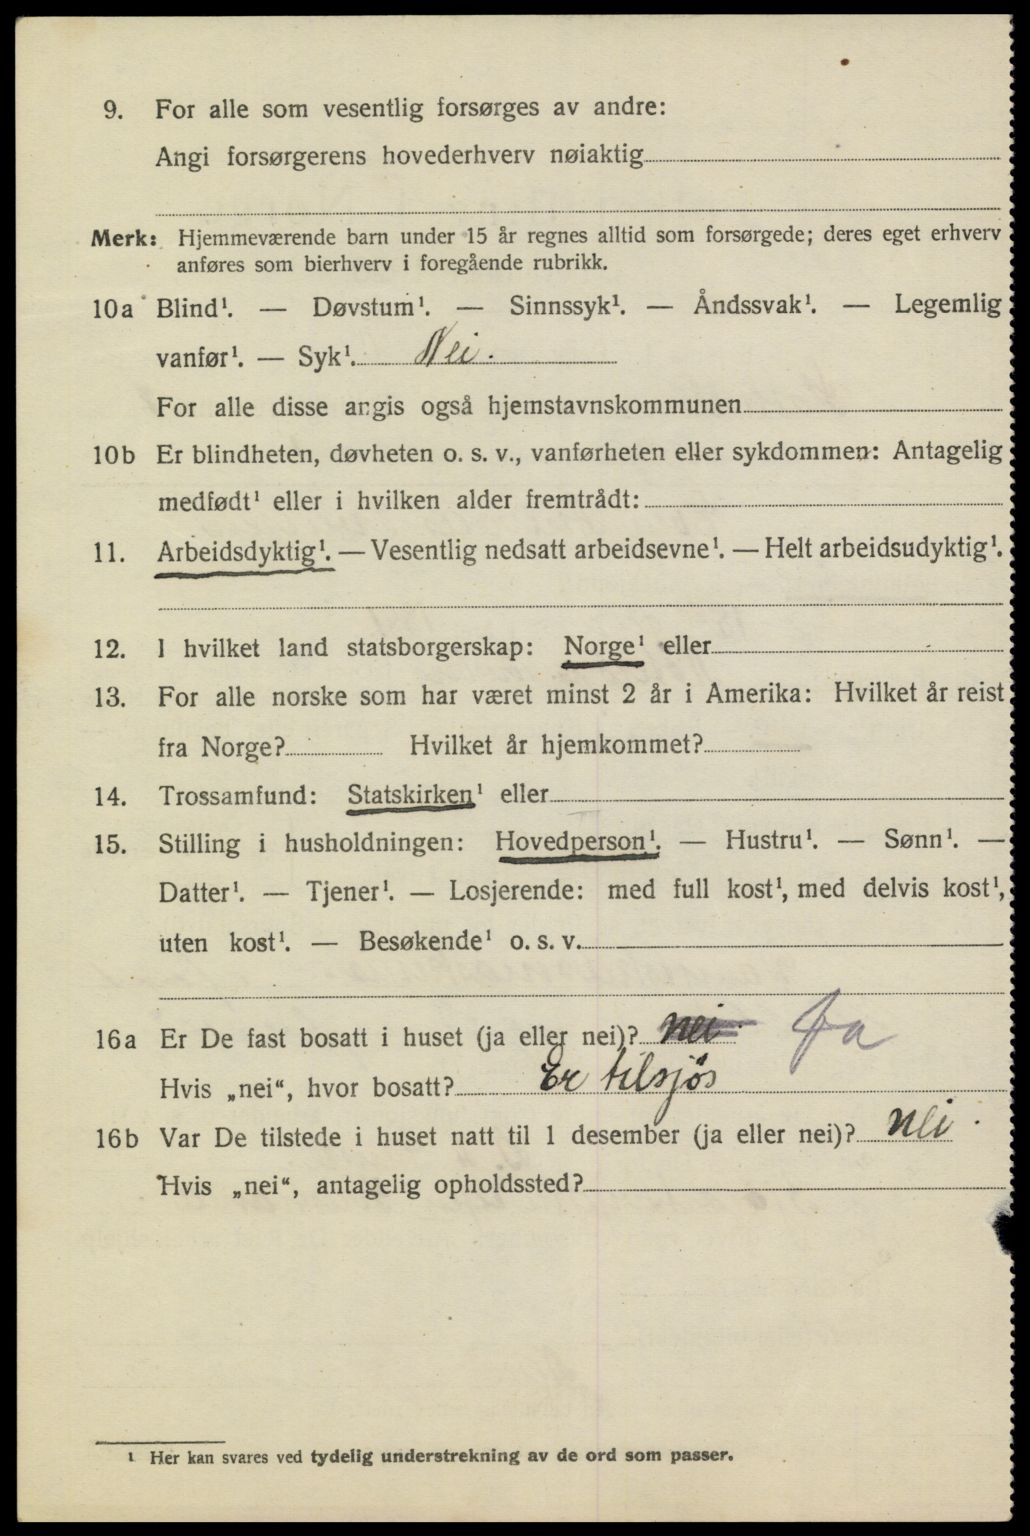 9. For alle som vesentlig forsørges av andre:
Angi forsørgerens hovederhverv nøiaktig
Merk: Hjemmeværende barn under 15 år regnes alltid som forsørgede; deres eget erhverv
anføres som bierhverv i foregående rubrikk.
10a Blind¹. — Døvstum¹. — Sinnssyk¹. — Åndssvak¹. — Legemlig
vanfør¹. — Syk¹. Nei.
For alle disse angis også hjemstavnskommunen
10b Er blindheten, døvheten o. s. v., vanførheten eller sykdommen: Antagelig
medfødt¹ eller i hvilken alder fremtrådt:
11. Arbeidsdyktig¹. — Vesentlig nedsatt arbeidsevne¹. — Helt arbeidsudyktig¹.
12. I hvilket land statsborgerskap: Norge¹ eller
13. For alle norske som har været minst 2 år i Amerika: Hvilket år reist
fra Norge? Hvilket år hjemkommet?
14. Trossamfund: Statskirken¹ eller
15. Stilling i husholdningen: Hovedperson¹. — Hustru¹. — Sønn¹. —
Datter¹. — Tjener¹. — Losjerende: med full kost¹, med delvis kost¹,
uten kost¹. — Besøkende¹ o. s. v.
16a Er De fast bosatt i huset (ja eller nei)? nei. Ja
Hvis „nei“, hvor bosatt? Er tilsjøs
16b Var De tilstede i huset natt til 1 desember (ja eller nei)? nei.
Hvis „nei“, antagelig opholdssted?
¹ Her kan svares ved tydelig understrekning av de ord som passer.